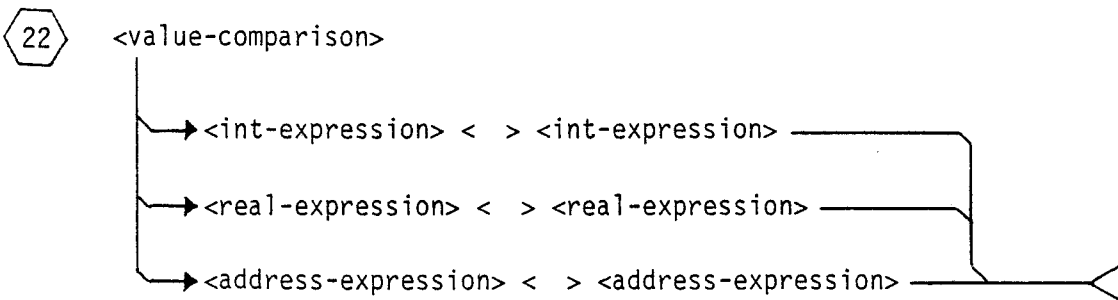 22 <value-comparison>
<int-expression> < > <int-expression>
<real-expression> < > <real-expression>
<address-expression> < > <address-expression>